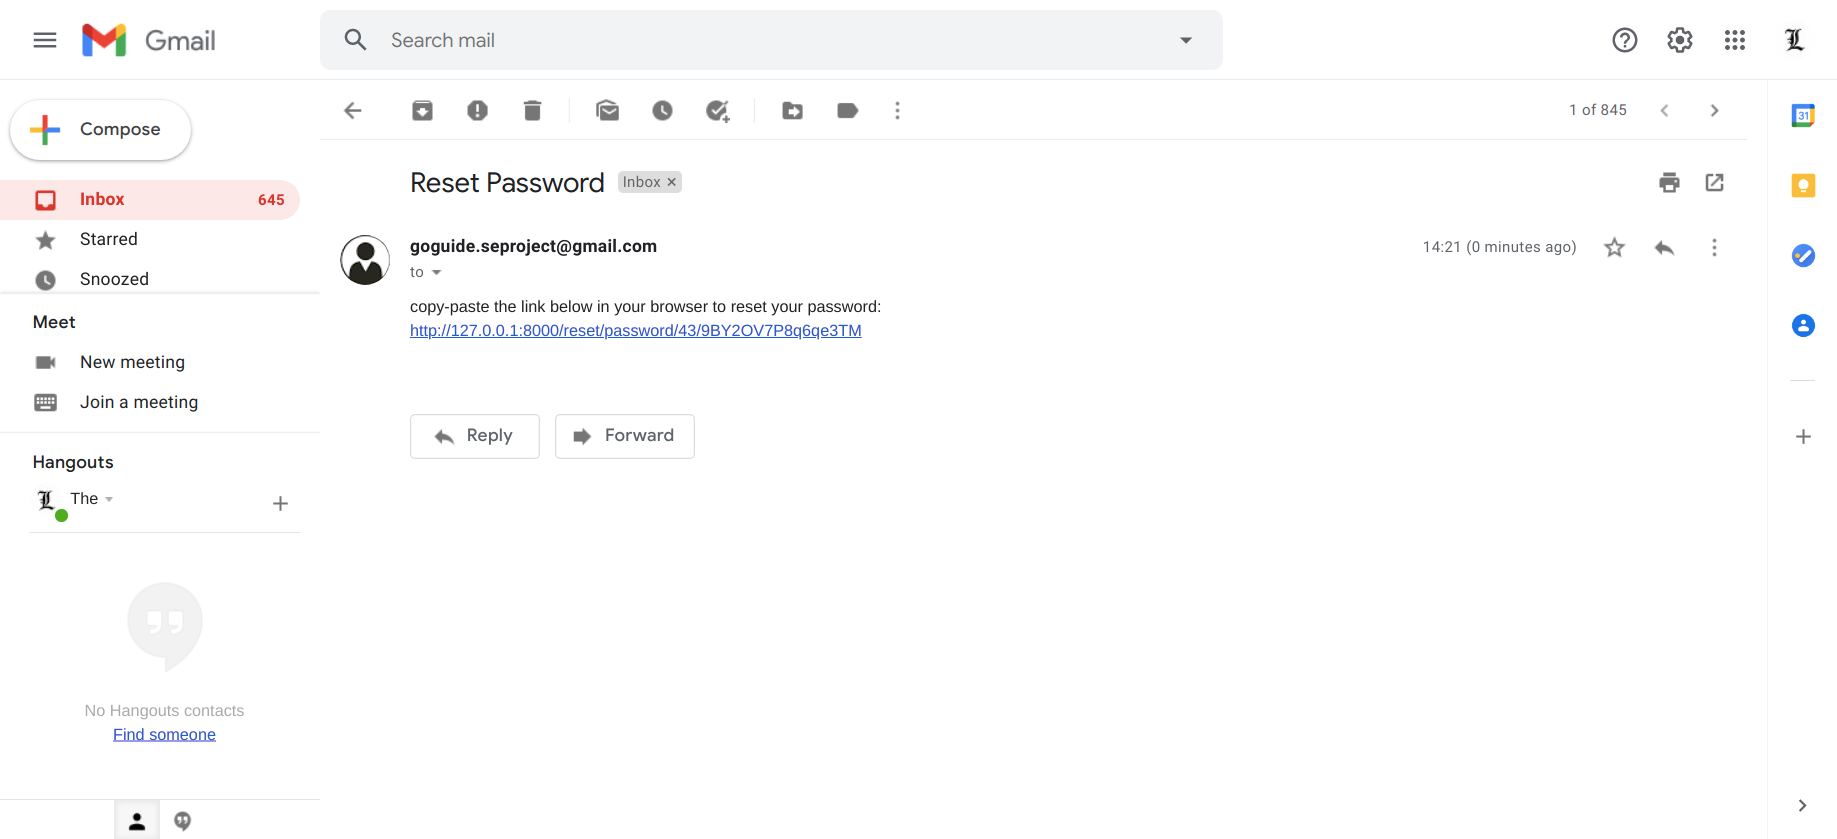 Gmail
Search mail
Compose
1 of 845
Inbox 645
Starred
Snoozed
Meet
New meeting
Join a meeting
Hangouts
L The
No Hangouts contacts
Find someone
Reset Password Inbox ×
goguide.seproject@gmail.com
14:21 (0 minutes ago)
to
copy-paste the link below in your browser to reset your password:
http://127.0.0.1:8000/reset/password/43/9BY2OV7P8q6qe3TM
Reply
Forward
L
31